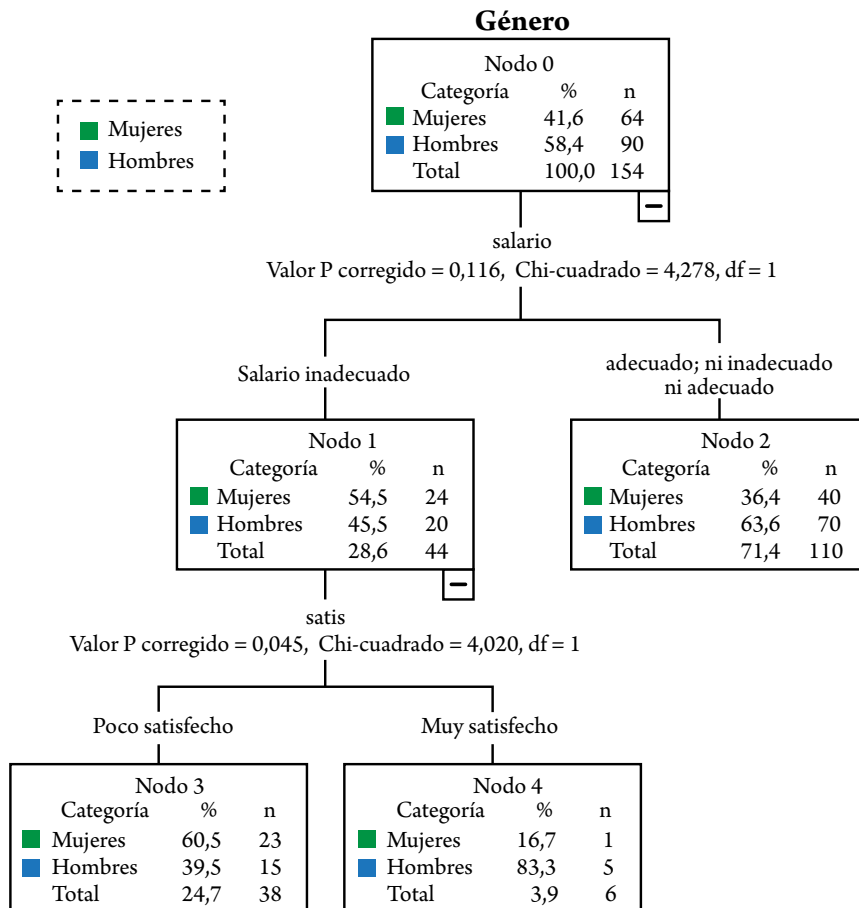 Género
Mujeres
Hombres
Nodo 0
Categoría % n
Mujeres 41,6 64
Hombres 58,4 90
Total 100,0 154
salario
Valor P corregido = 0,116, Chi-cuadrado = 4,278, df = 1
Salario inadecuado
adecuado; ni inadecuado
ni adecuado
Nodo 1
Categoría % n
Mujeres 54,5 24
Hombres 45,5 20
Total 28,6 44
Nodo 2
Categoría % n
Mujeres 36,4 40
Hombres 63,6 70
Total 71,4 110
satis
Valor P corregido = 0,045, Chi-cuadrado = 4,020, df = 1
Poco satisfecho
Muy satisfecho
Nodo 3
Categoría % n
Mujeres 60,5 23
Hombres 39,5 15
Total 24,7 38
Nodo 4
Categoría % n
Mujeres 16,7 1
Hombres 83,3 5
Total 3,9 6